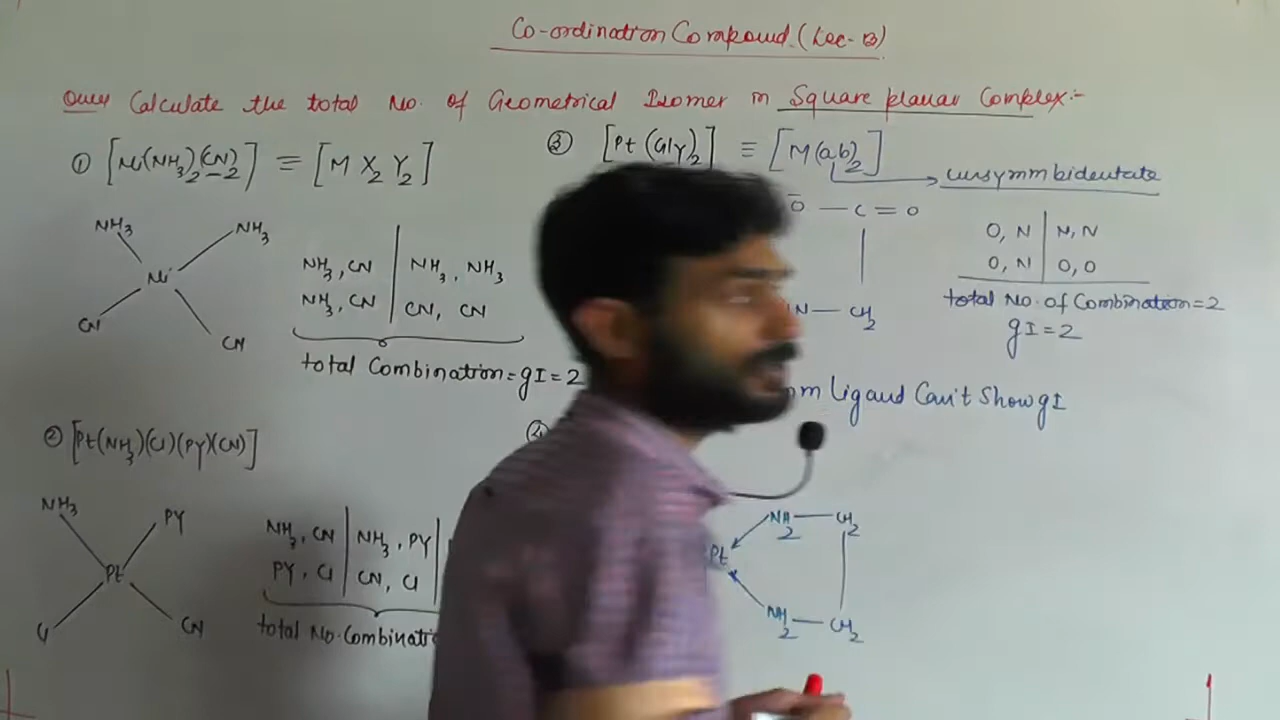 Co-ordination Compound. (Lec-13)
Ques Calculate the total No. of Geometrical Isomer in Square planar Complex:-
① [Ni(NH3)2(CN)2] ≡ [M X2 Y2]
NH3 NH3
Ni
CN CN
NH3, CN | NH3, NH3
NH3, CN | CN, CN
total Combination = gI = 2
② [Pt(NH3)(Cl)(PY)(CN)]
NH3 PY
Pt
Cl CN
NH3, CN | NH3, PY |
PY, Cl | CN, Cl |
total No. Combinati
③ [Pt(Gly)2] ≡ [M(ab)2]
unsymm bidentate
O — C = O
N — CH2
O, N | N, N
O, N | O, O
total No. of Combination = 2
gI = 2
mm Ligand Can't Show gI
④
NH2 — CH2
Pt
NH2 — CH2